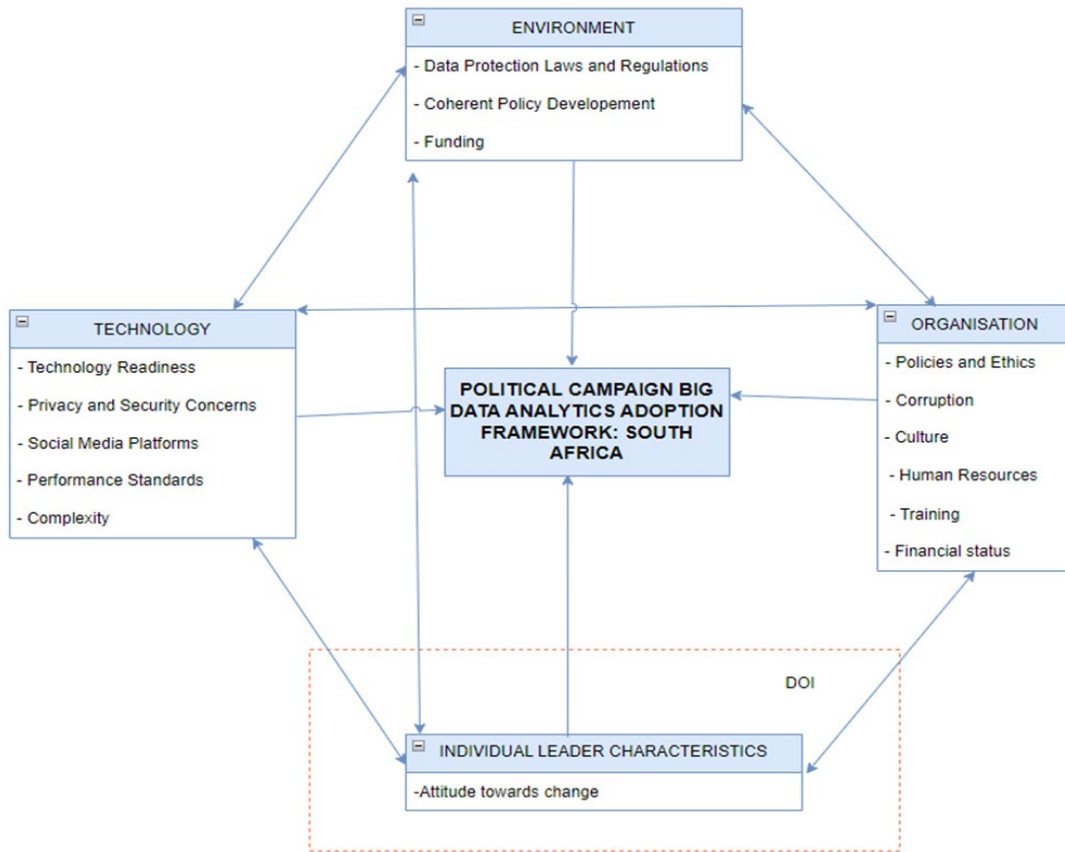 ENVIRONMENT
- Data Protection Laws and Regulations
- Coherent Policy Developement
- Funding
TECHNOLOGY
- Technology Readiness
- Privacy and Security Concerns
- Social Media Platforms
- Performance Standards
- Complexity
POLITICAL CAMPAIGN BIG
DATA ANALYTICS ADOPTION
FRAMEWORK: SOUTH
AFRICA
ORGANISATION
- Policies and Ethics
- Corruption
- Culture
- Human Resources
- Training
- Financial status
DOI
INDIVIDUAL LEADER CHARACTERISTICS
-Attitude towards change